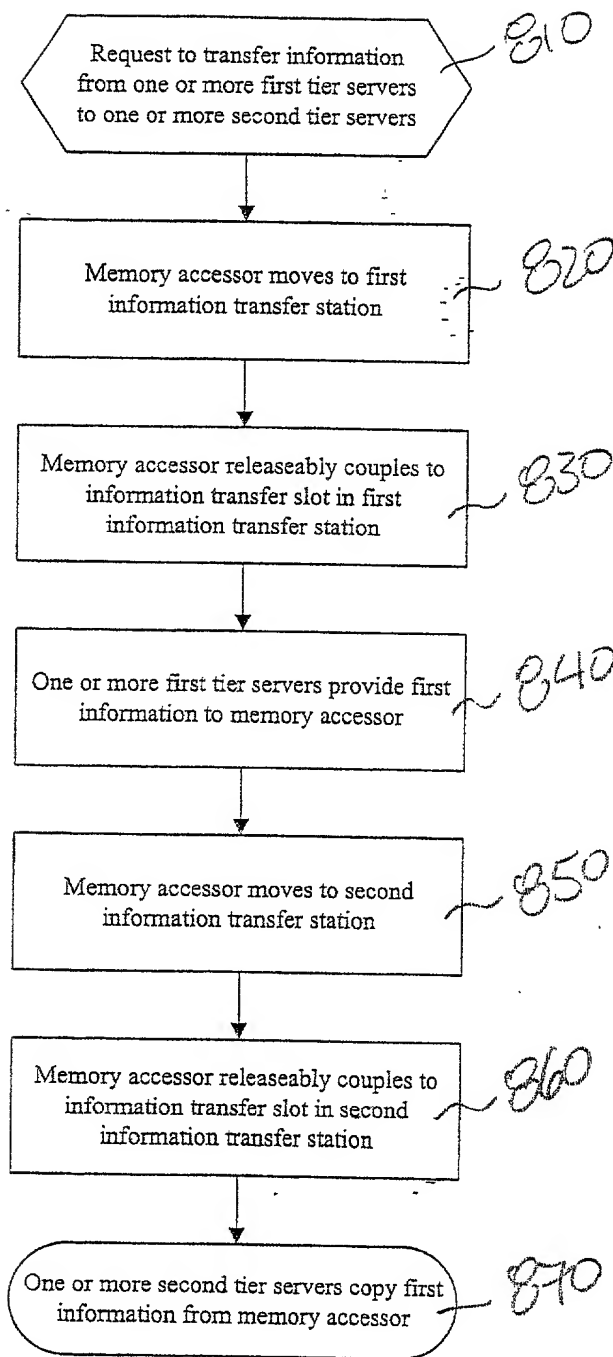 Request to transfer information
from one or more first tier servers
to one or more second tier servers
810
Memory accessor moves to first
information transfer station
820
Memory accessor releaseably couples to
information transfer slot in first
information transfer station
830
One or more first tier servers provide first
information to memory accessor
840
Memory accessor moves to second
information transfer station
850
Memory accessor releaseably couples to
information transfer slot in second
information transfer station
860
One or more second tier servers copy first
information from memory accessor
870